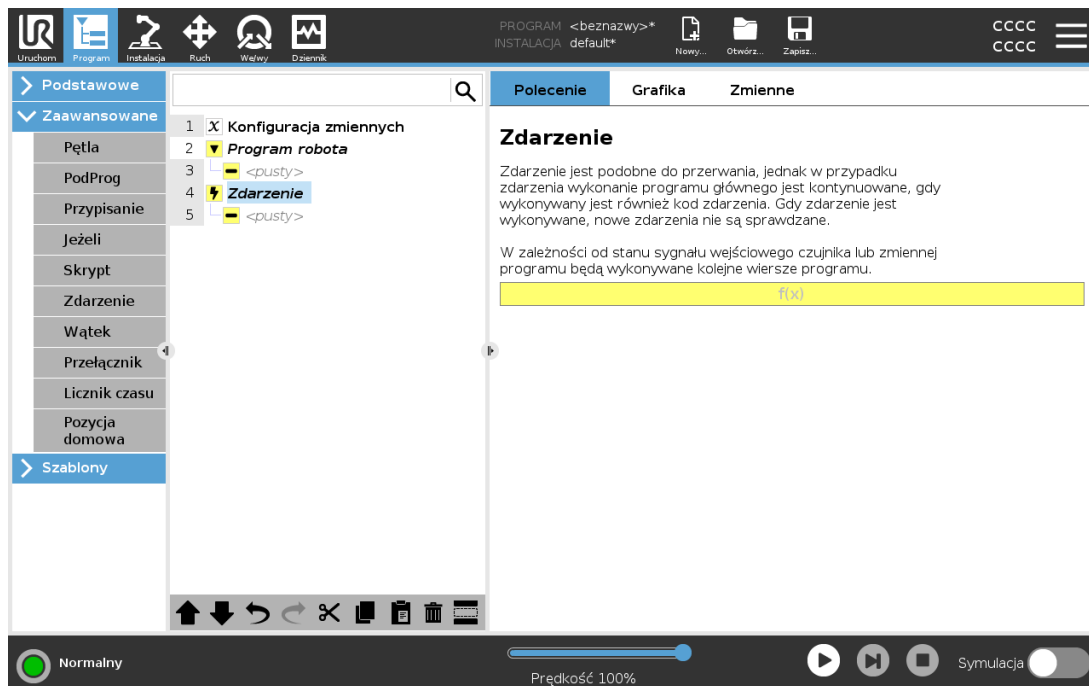 PROGRAM <beznazwy>*
INSTALACJA default*
CCCC
CCCC
Uruchom Program Instalacja Ruch We/wy Dziennik Nowy... Otwórz... Zapisz...
Podstawowe
Zaawansowane
Pętla
PodProg
Przypisanie
Jeżeli
Skrypt
Zdarzenie
Wątek
Przełącznik
Licznik czasu
Pozycja
domowa
Szablony
1 X Konfiguracja zmiennych
2 Program robota
3 <pusty>
4 Zdarzenie
5 <pusty>
Polecenie Grafika Zmienne
Zdarzenie
Zdarzenie jest podobne do przerwania, jednak w przypadku
zdarzenia wykonanie programu głównego jest kontynuowane, gdy
wykonywany jest również kod zdarzenia. Gdy zdarzenie jest
wykonywane, nowe zdarzenia nie są sprawdzane.
W zależności od stanu sygnału wejściowego czujnika lub zmiennej
programu będą wykonywane kolejne wiersze programu.
f(x)
Normalny
Prędkość 100%
Symulacja